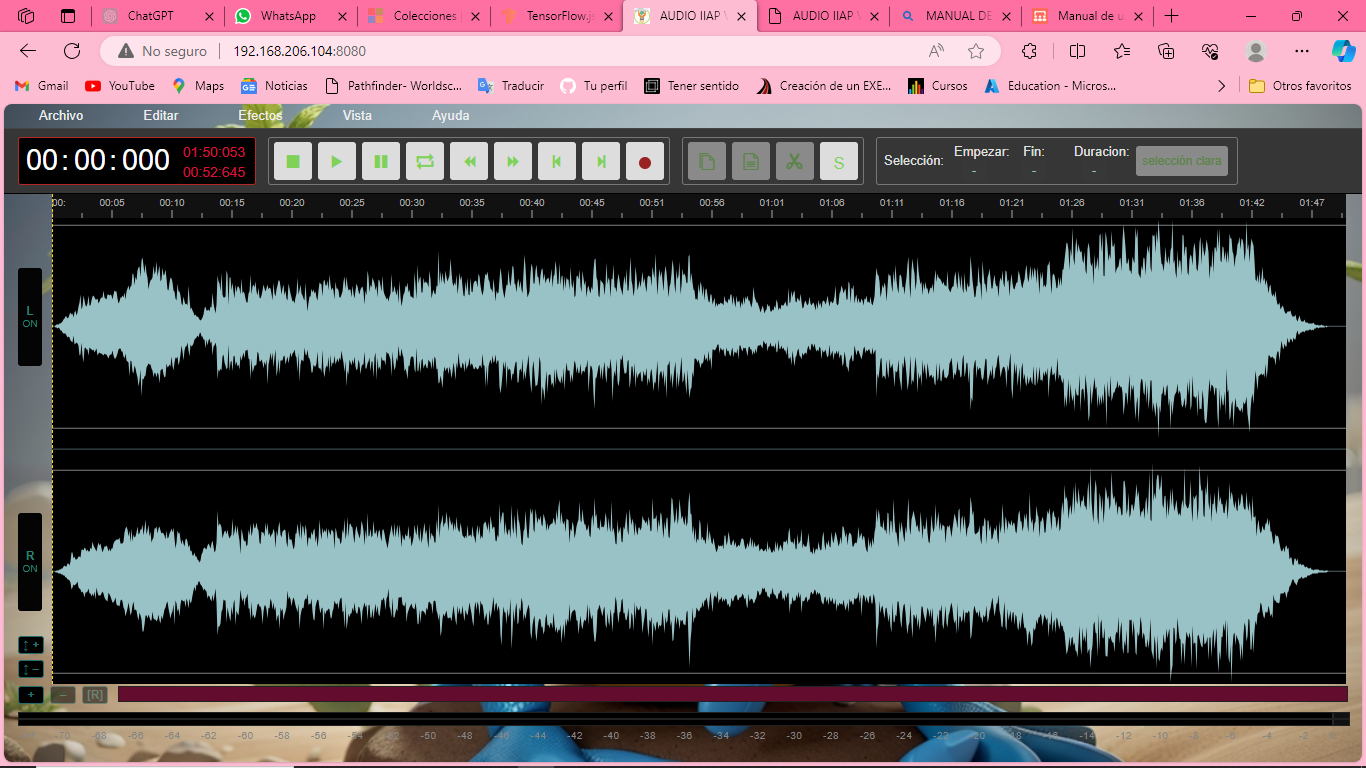 ChatGPT WhatsApp Colecciones TensorFlow.js AUDIO IIAP AUDIO IIAP MANUAL DE Manual de u
No seguro 192.168.206.104:8080
Gmail YouTube Maps Noticias Pathfinder- Worldsc... Traducir Tu perfil Tener sentido Creación de un EXE... Cursos Education - Micros... Otros favoritos
Archivo Editar Efectos Vista Ayuda
00:00:000 01:50:053
00:52:645
S
Selección: Empezar: - Fin: - Duracion: - selección clara
00: 00:05 00:10 00:15 00:20 00:25 00:30 00:35 00:40 00:45 00:51 00:56 01:01 01:06 01:11 01:16 01:21 01:26 01:31 01:36 01:42 01:47
L
ON
R
ON
↕ +
↕ −
+ − [R]
-70 -68 -66 -64 -62 -60 -58 -56 -54 -52 -50 -48 -46 -44 -42 -40 -38 -36 -34 -32 -30 -28 -26 -24 -22 -20 -18 -16 -14 -12 -10 -8 -6 -4 -2